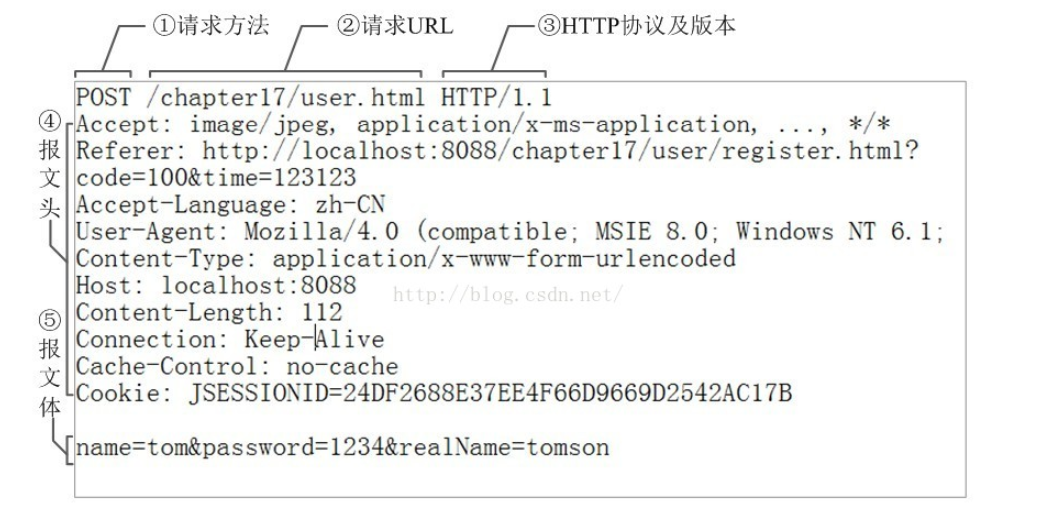 ①请求方法 ②请求URL ③HTTP协议及版本
POST /chapter17/user.html HTTP/1.1
④报文头
Accept: image/jpeg, application/x-ms-application, ..., */*
Referer: http://localhost:8088/chapter17/user/register.html?
code=100&time=123123
Accept-Language: zh-CN
User-Agent: Mozilla/4.0 (compatible; MSIE 8.0; Windows NT 6.1;
Content-Type: application/x-www-form-urlencoded
Host: localhost:8088
http://blog.csdn.net/
Content-Length: 112
Connection: Keep-Alive
Cache-Control: no-cache
Cookie: JSESSIONID=24DF2688E37EE4F66D9669D2542AC17B
⑤报文体
name=tom&password=1234&realName=tomson